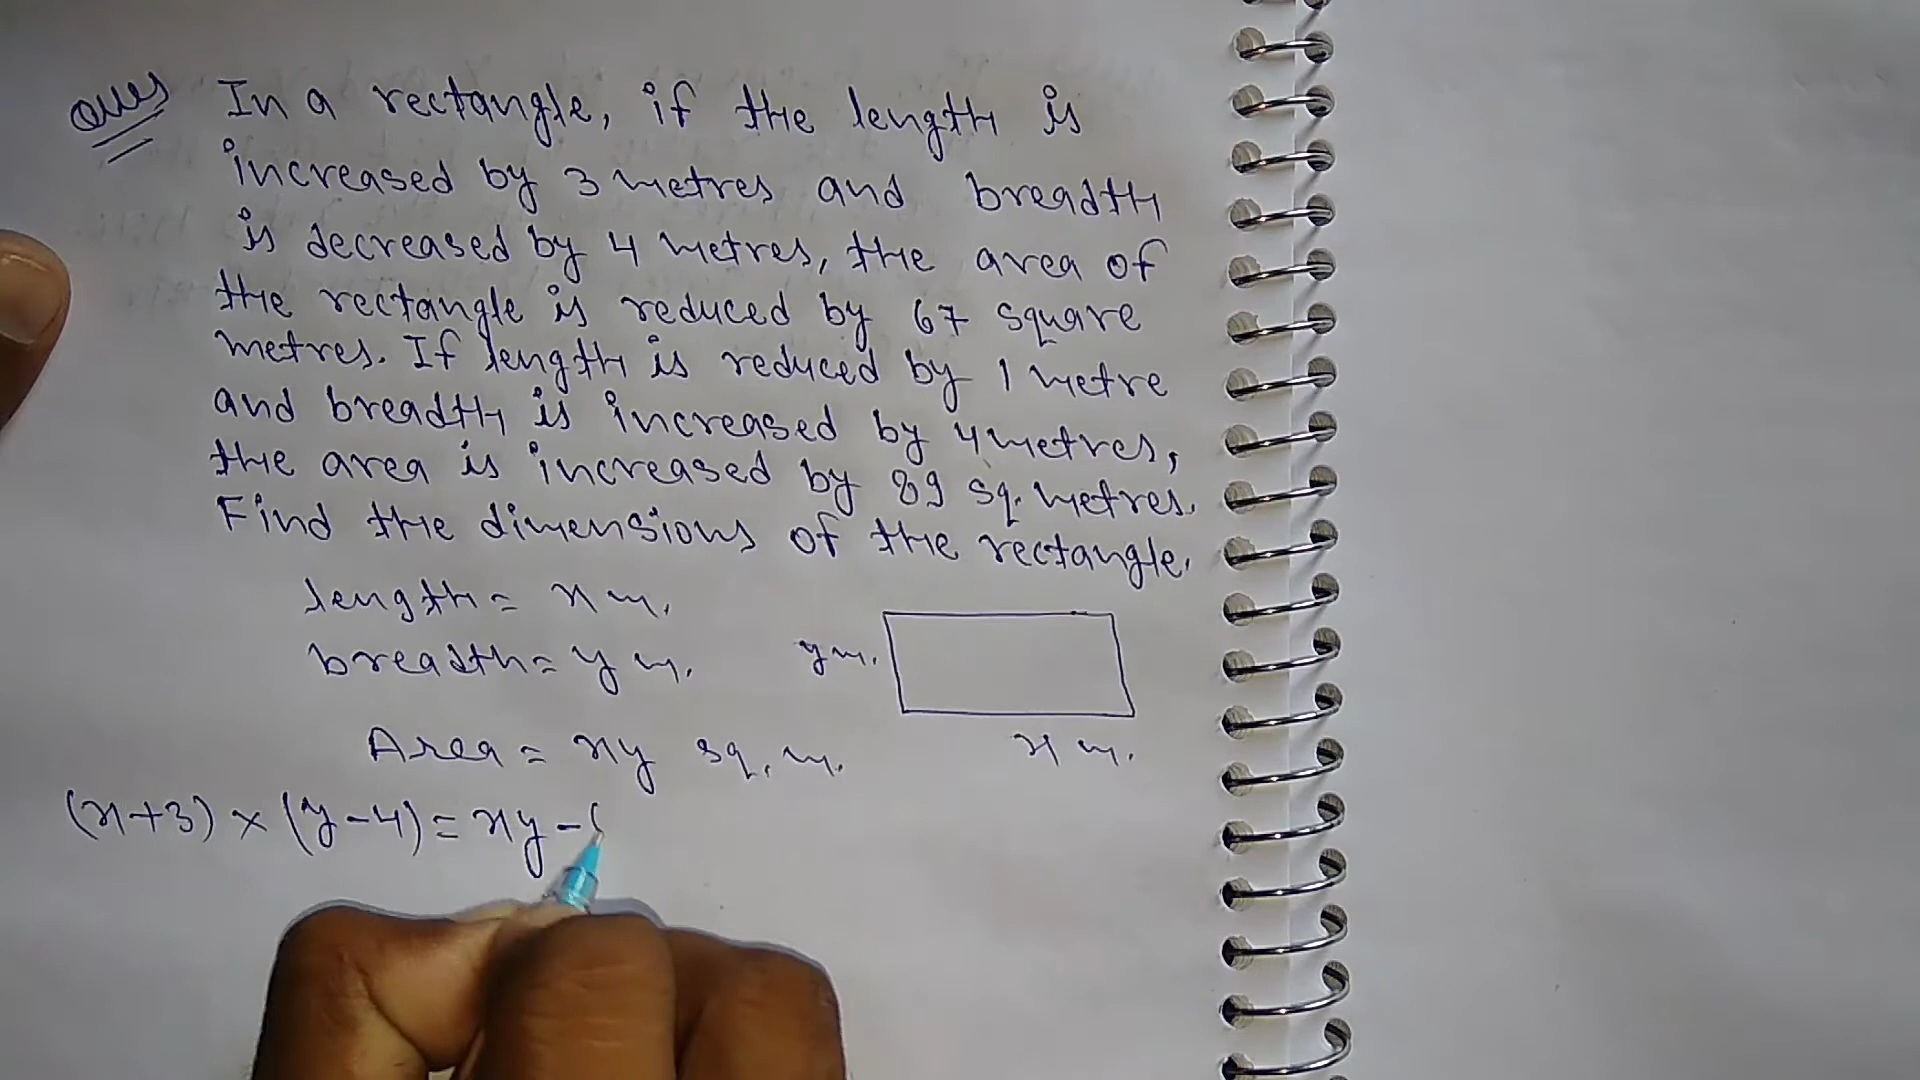 Ques In a rectangle, if the length is
increased by 3 metres and breadth
is decreased by 4 metres, the area of
the rectangle is reduced by 67 square
metres. If length is reduced by 1 metre
and breadth is increased by 4 metres,
the area is increased by 89 sq. metres.
Find the dimensions of the rectangle.
length = x m.
breadth = y m.
y m.
Area = xy sq. m.
x m.
(x+3) × (y-4) = xy -